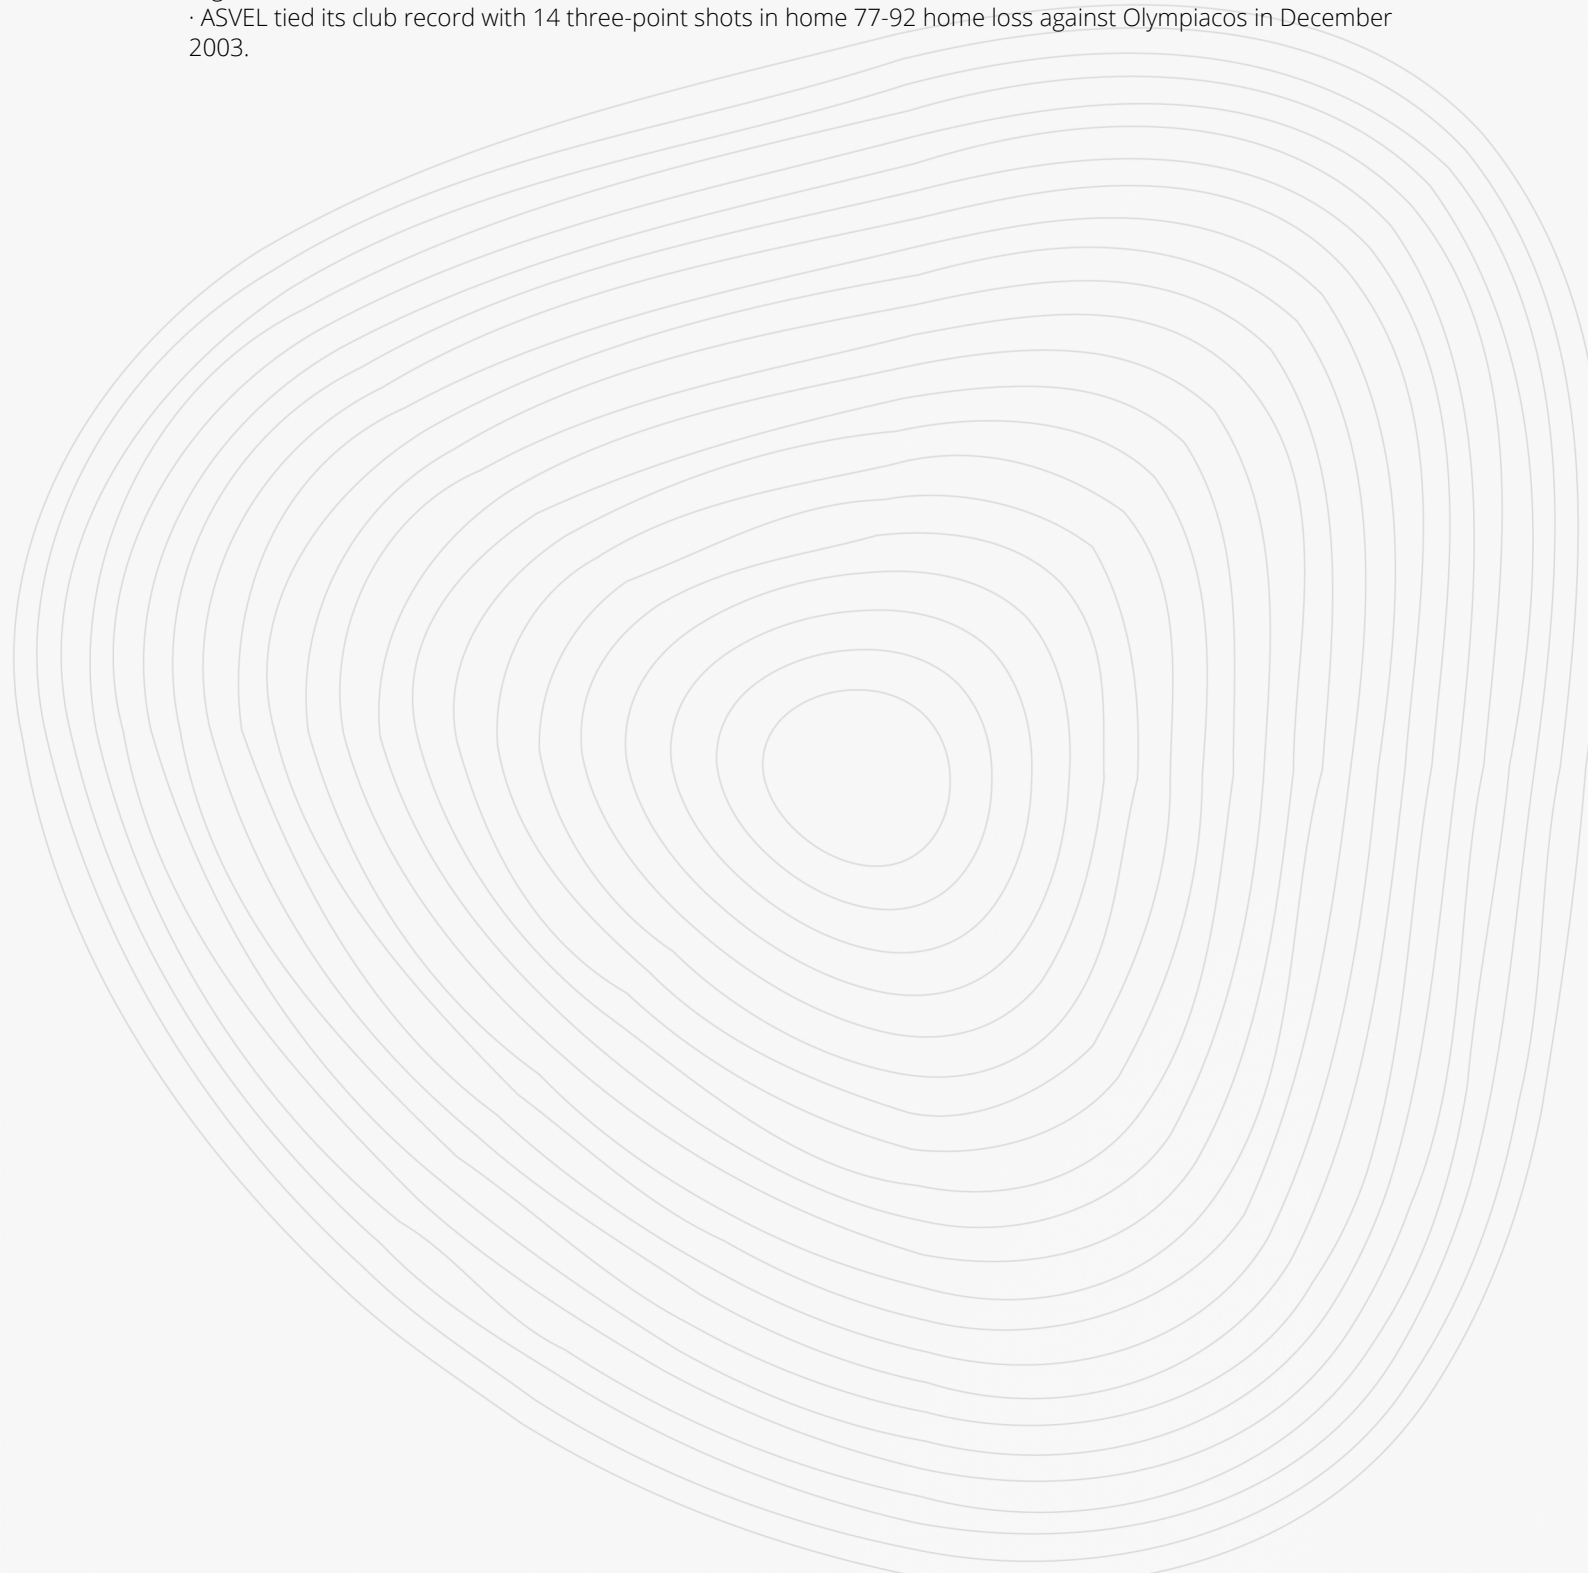 · ASVEL tied its club record with 14 three-point shots in home 77-92 home loss against Olympiacos in December
2003.